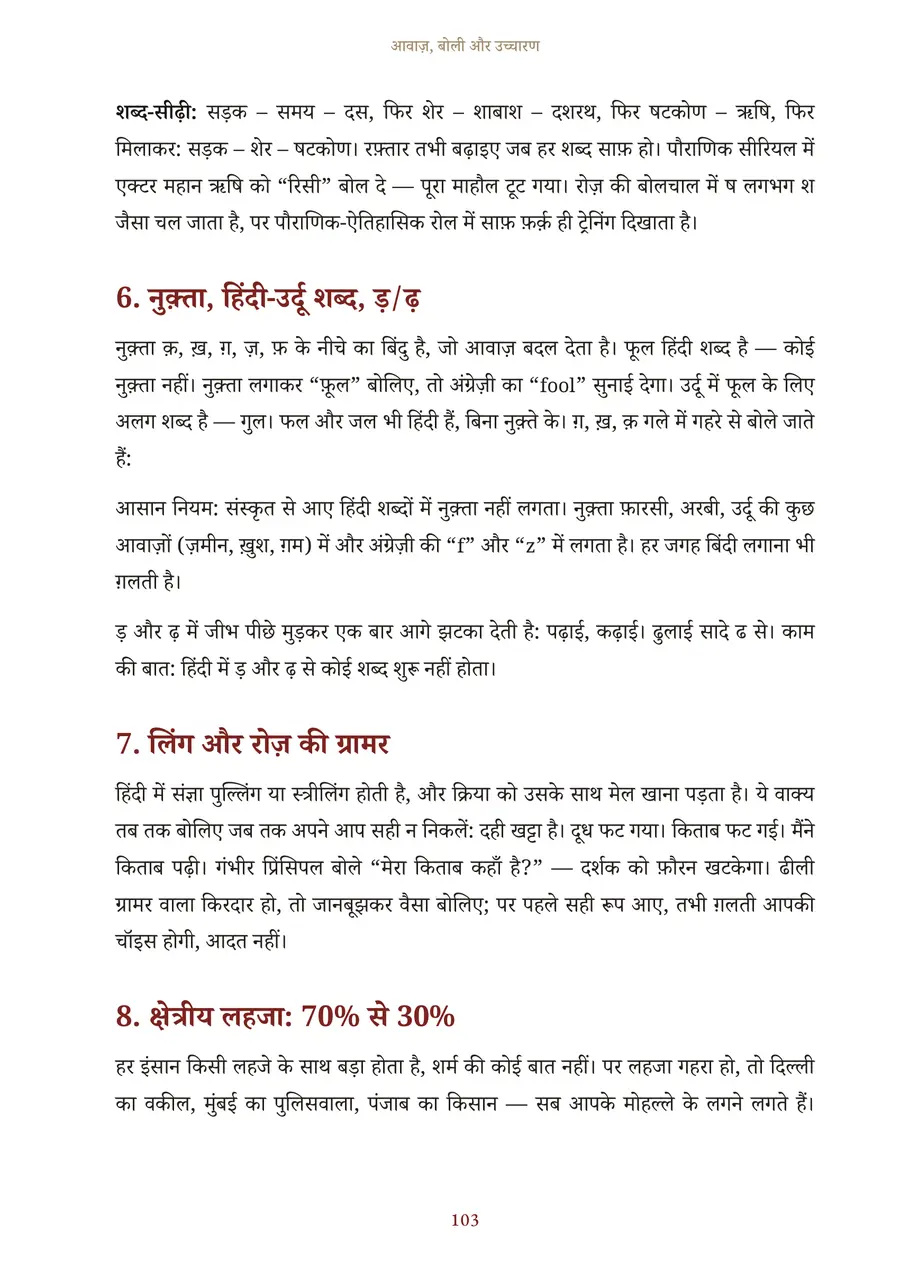 आवाज़, बोली और उच्चारण
शब्द-सीढ़ी: सड़क – समय – दस, फिर शेर – शाबाश – दशरथ, फिर षटकोण – ऋषि, फिर
मिलाकर: सड़क – शेर – षटकोण। रफ़्तार तभी बढ़ाइए जब हर शब्द साफ़ हो। पौराणिक सीरियल में
एक्टर महान ऋषि को “रिसी” बोल दे — पूरा माहौल टूट गया। रोज़ की बोलचाल में ष लगभग श
जैसा चल जाता है, पर पौराणिक-ऐतिहासिक रोल में साफ़ फ़र्क़ ही ट्रेनिंग दिखाता है।
6. नुक़्ता, हिंदी-उर्दू शब्द, ड़/ढ़
नुक़्ता क़, ख़, ग़, ज़, फ़ के नीचे का बिंदु है, जो आवाज़ बदल देता है। फूल हिंदी शब्द है — कोई
नुक़्ता नहीं। नुक़्ता लगाकर “फ़ूल” बोलिए, तो अंग्रेज़ी का “fool” सुनाई देगा। उर्दू में फूल के लिए
अलग शब्द है — गुल। फल और जल भी हिंदी हैं, बिना नुक़्ते के। ग़, ख़, क़ गले में गहरे से बोले जाते
हैं:
आसान नियम: संस्कृत से आए हिंदी शब्दों में नुक़्ता नहीं लगता। नुक़्ता फ़ारसी, अरबी, उर्दू की कुछ
आवाज़ों (ज़मीन, ख़ुश, ग़म) में और अंग्रेज़ी की “f” और “z” में लगता है। हर जगह बिंदी लगाना भी
ग़लती है।
ड़ और ढ़ में जीभ पीछे मुड़कर एक बार आगे झटका देती है: पढ़ाई, कढ़ाई। ढुलाई सादे ढ से। काम
की बात: हिंदी में ड़ और ढ़ से कोई शब्द शुरू नहीं होता।
7. लिंग और रोज़ की ग्रामर
हिंदी में संज्ञा पुल्लिंग या स्त्रीलिंग होती है, और क्रिया को उसके साथ मेल खाना पड़ता है। ये वाक्य
तब तक बोलिए जब तक अपने आप सही न निकलें: दही खट्टा है। दूध फट गया। किताब फट गई। मैंने
किताब पढ़ी। गंभीर प्रिंसिपल बोले “मेरा किताब कहाँ है?” — दर्शक को फ़ौरन खटकेगा। ढीली
ग्रामर वाला किरदार हो, तो जानबूझकर वैसा बोलिए; पर पहले सही रूप आए, तभी ग़लती आपकी
चॉइस होगी, आदत नहीं।
8. क्षेत्रीय लहजा: 70% से 30%
हर इंसान किसी लहजे के साथ बड़ा होता है, शर्म की कोई बात नहीं। पर लहजा गहरा हो, तो दिल्ली
का वकील, मुंबई का पुलिसवाला, पंजाब का किसान — सब आपके मोहल्ले के लगने लगते हैं।
103